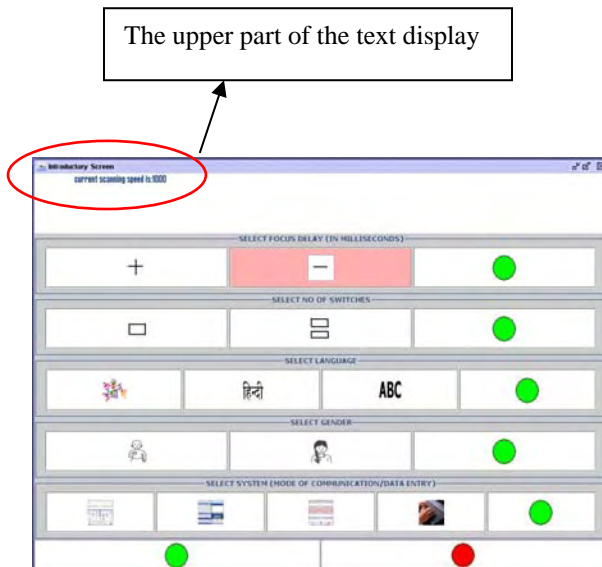 The upper part of the text display
Introductory Screen
current scanning speed is:1000
SELECT FOCUS DELAY (IN MILLISECONDS)
+ −
SELECT NO OF SWITCHES
SELECT LANGUAGE
हिन्दी ABC
SELECT GENDER
SELECT SYSTEM (MODE OF COMMUNICATION/DATA ENTRY)